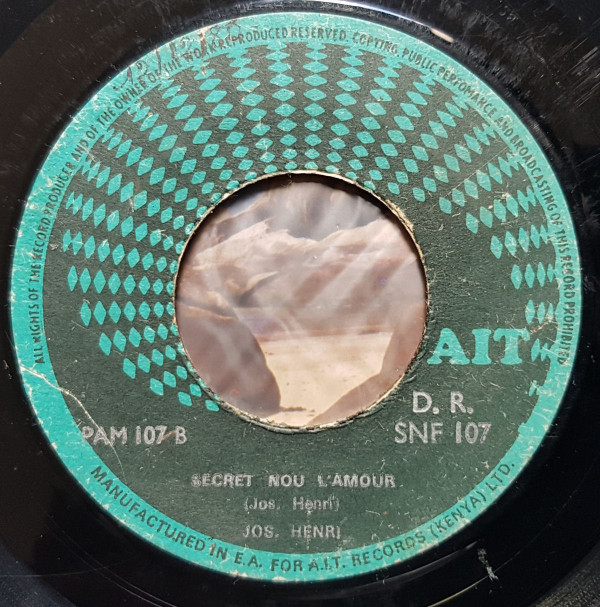 ALL RIGHTS OF THE RECORD PRODUCER AND OF THE OWNER OF THE WORK REPRODUCED RESERVED. COPYING, PUBLIC PERFOMANCE AND BROADCASTING OF THIS RECORD PROHIBITED
AIT
D. R.
PAM 107 B
SNF 107
SECRET NOU L'AMOUR
(Jos. Henri)
JOS. HENRI
MANUFACTURED IN E.A. FOR A.I.T. RECORDS (KENYA) LTD.